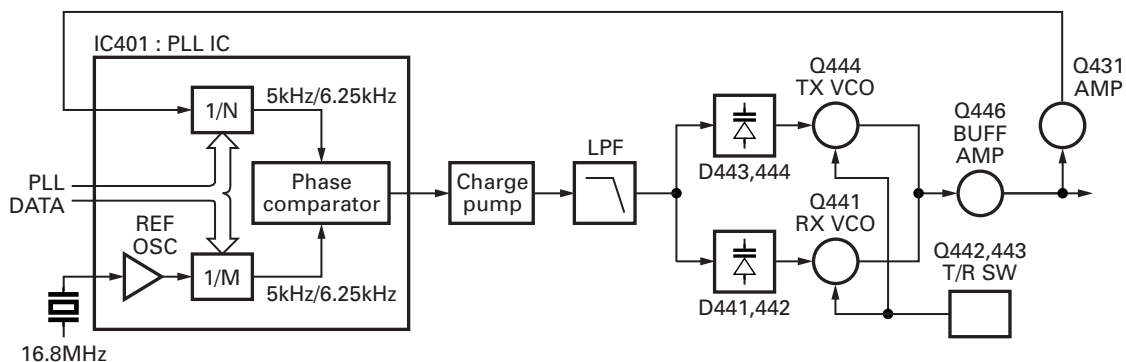 IC401 : PLL IC
1/N
5kHz/6.25kHz
PLL
DATA
REF
OSC
1/M
5kHz/6.25kHz
16.8MHz
Phase
comparator
Charge
pump
LPF
D443,444
D441,442
Q444
TX VCO
Q441
RX VCO
Q446
BUFF
AMP
Q431
AMP
Q442,443
T/R SW